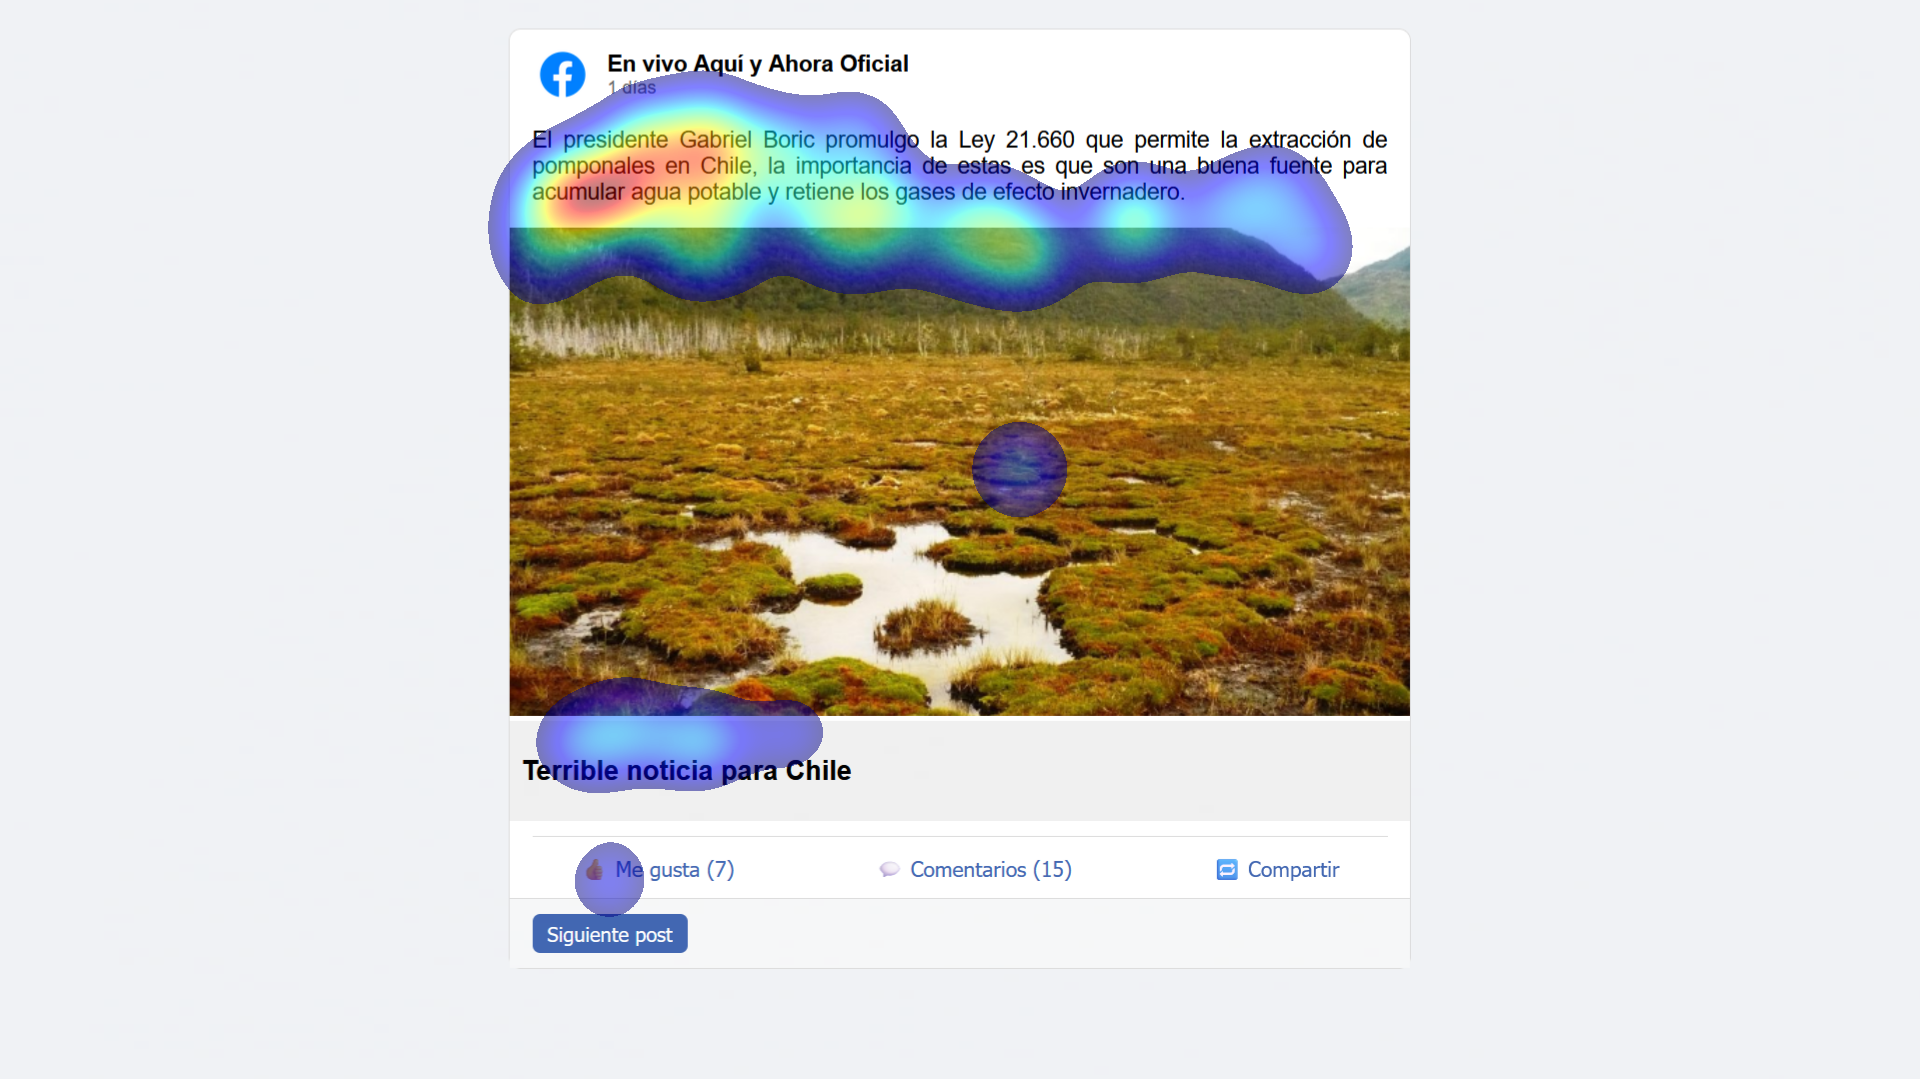 En vivo Aquí y Ahora Oficial
1 días
El presidente Gabriel Boric promulgo la Ley 21.660 que permite la extracción de
pomponales en Chile, la importancia de estas es que son una buena fuente para
acumular agua potable y retiene los gases de efecto invernadero.
Terrible noticia para Chile
Me gusta (7)
Comentarios (15)
Compartir
Siguiente post